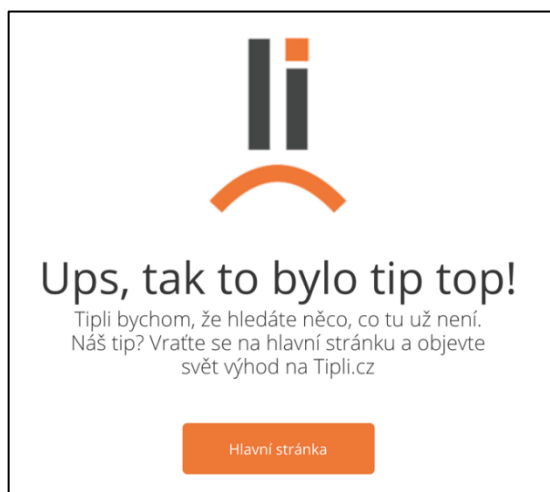 li
Ups, tak to bylo tip top!
Tipli bychom, že hledáte něco, co tu už není.
Náš tip? Vraťte se na hlavní stránku a objevte
svět výhod na Tipli.cz
Hlavní stránka